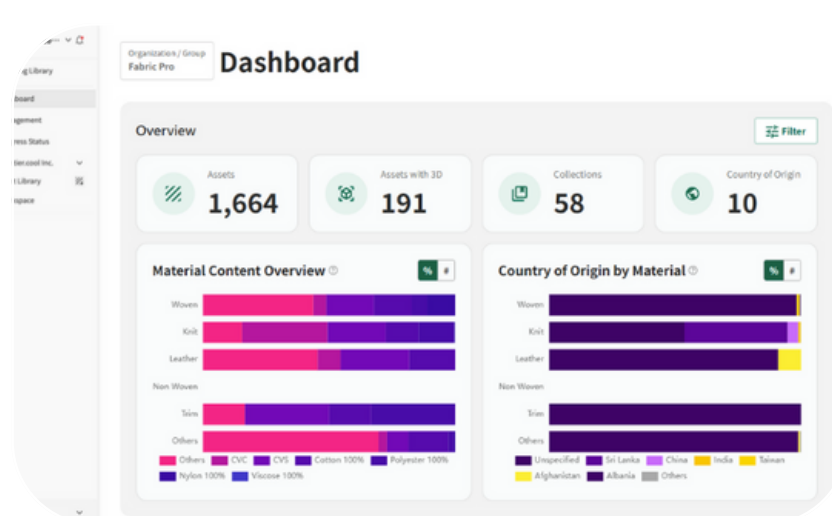 g Library
board
agement
ress Status
tier.cool Inc.
t Library
space
Organization / Group
Fabric Pro
Dashboard
Overview
Filter
Assets
1,664
Assets with 3D
191
Collections
58
Country of Origin
10
Material Content Overview
% #
Woven
Knit
Leather
Non Woven
Trim
Others
Others CVC CVS Cotton 100% Polyester 100%
Nylon 100% Viscose 100%
Country of Origin by Material
% #
Woven
Knit
Leather
Non Woven
Trim
Others
Unspecified Sri Lanka China India Taiwan
Afghanistan Albania Others